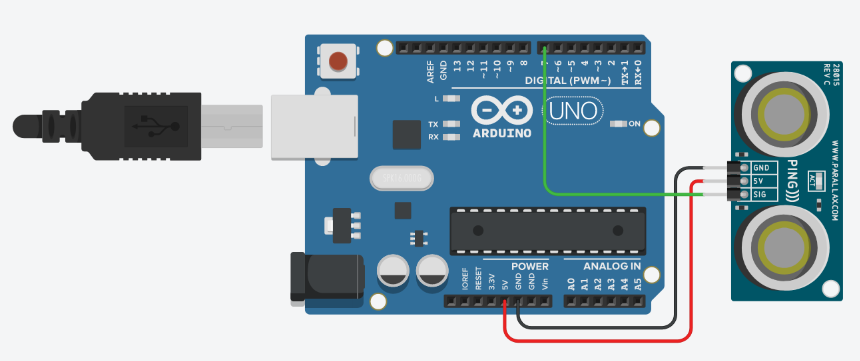 AREF
GND
13
12
~11
~10
~9
8
7
~6
~5
4
~3
2
TX→1
RX←0
DIGITAL (PWM~)
L
TX
RX
ARDUINO
UNO
ON
POWER
ANALOG IN
IOREF
RESET
3.3V
5V
GND
GND
Vin
A0
A1
A2
A3
A4
A5
28015
REV C
WWW.PARALLAX.COM
PING)))
ACT
GND
5V
SIG